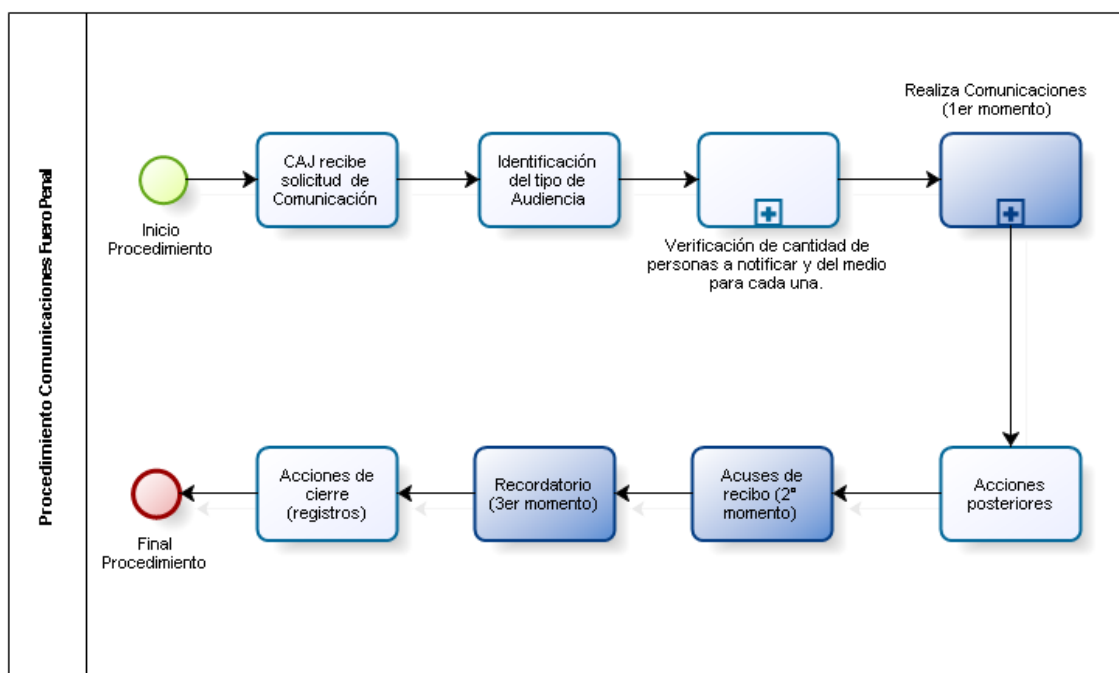 Procedimiento Comunicaciones Fuero Penal
Inicio
Procedimiento
CAJ recibe
solicitud de
Comunicación
Identificación
del tipo de
Audiencia
Verificación de cantidad de
personas a notificar y del medio
para cada una.
Realiza Comunicaciones
(1er momento)
Acciones
posteriores
Acuses de
recibo (2°
momento)
Recordatorio
(3er momento)
Acciones de
cierre
(registros)
Final
Procedimiento